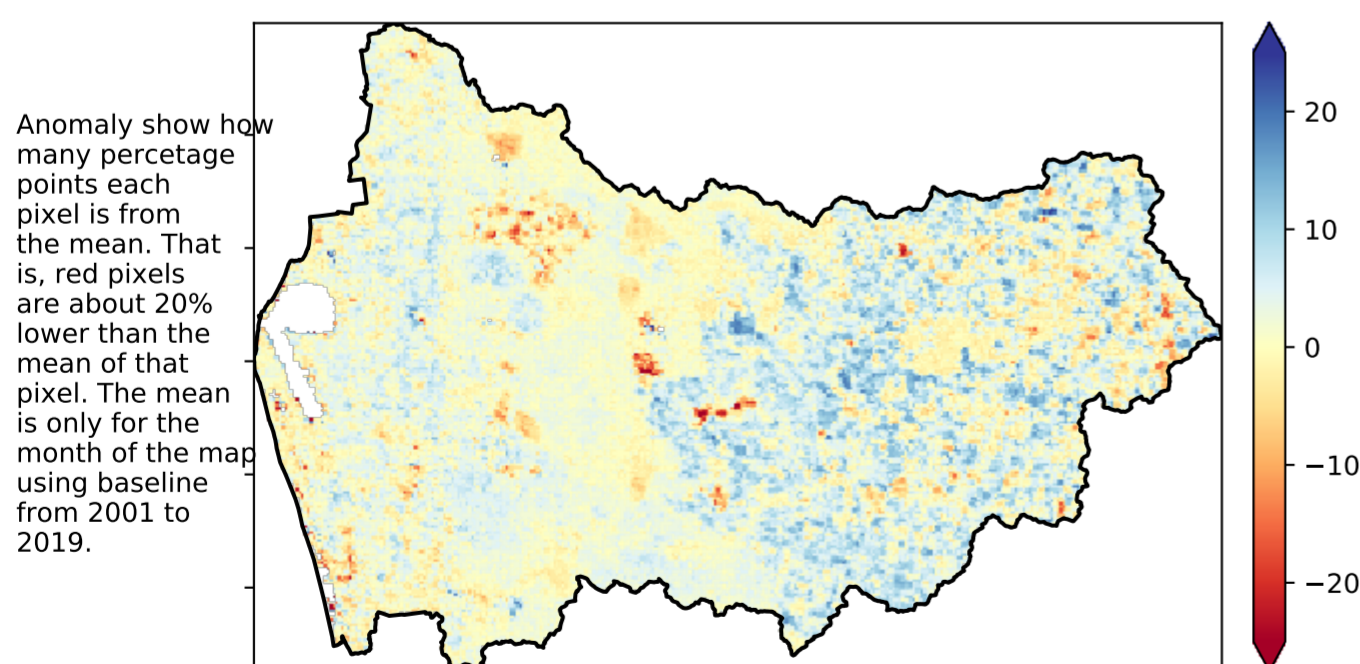 Anomaly show how
many percetage
points each
pixel is from
the mean. That
is, red pixels
are about 20%
lower than the
mean of that
pixel. The mean
is only for the
month of the map
using baseline
from 2001 to
2019.
20
10
0
−10
−20